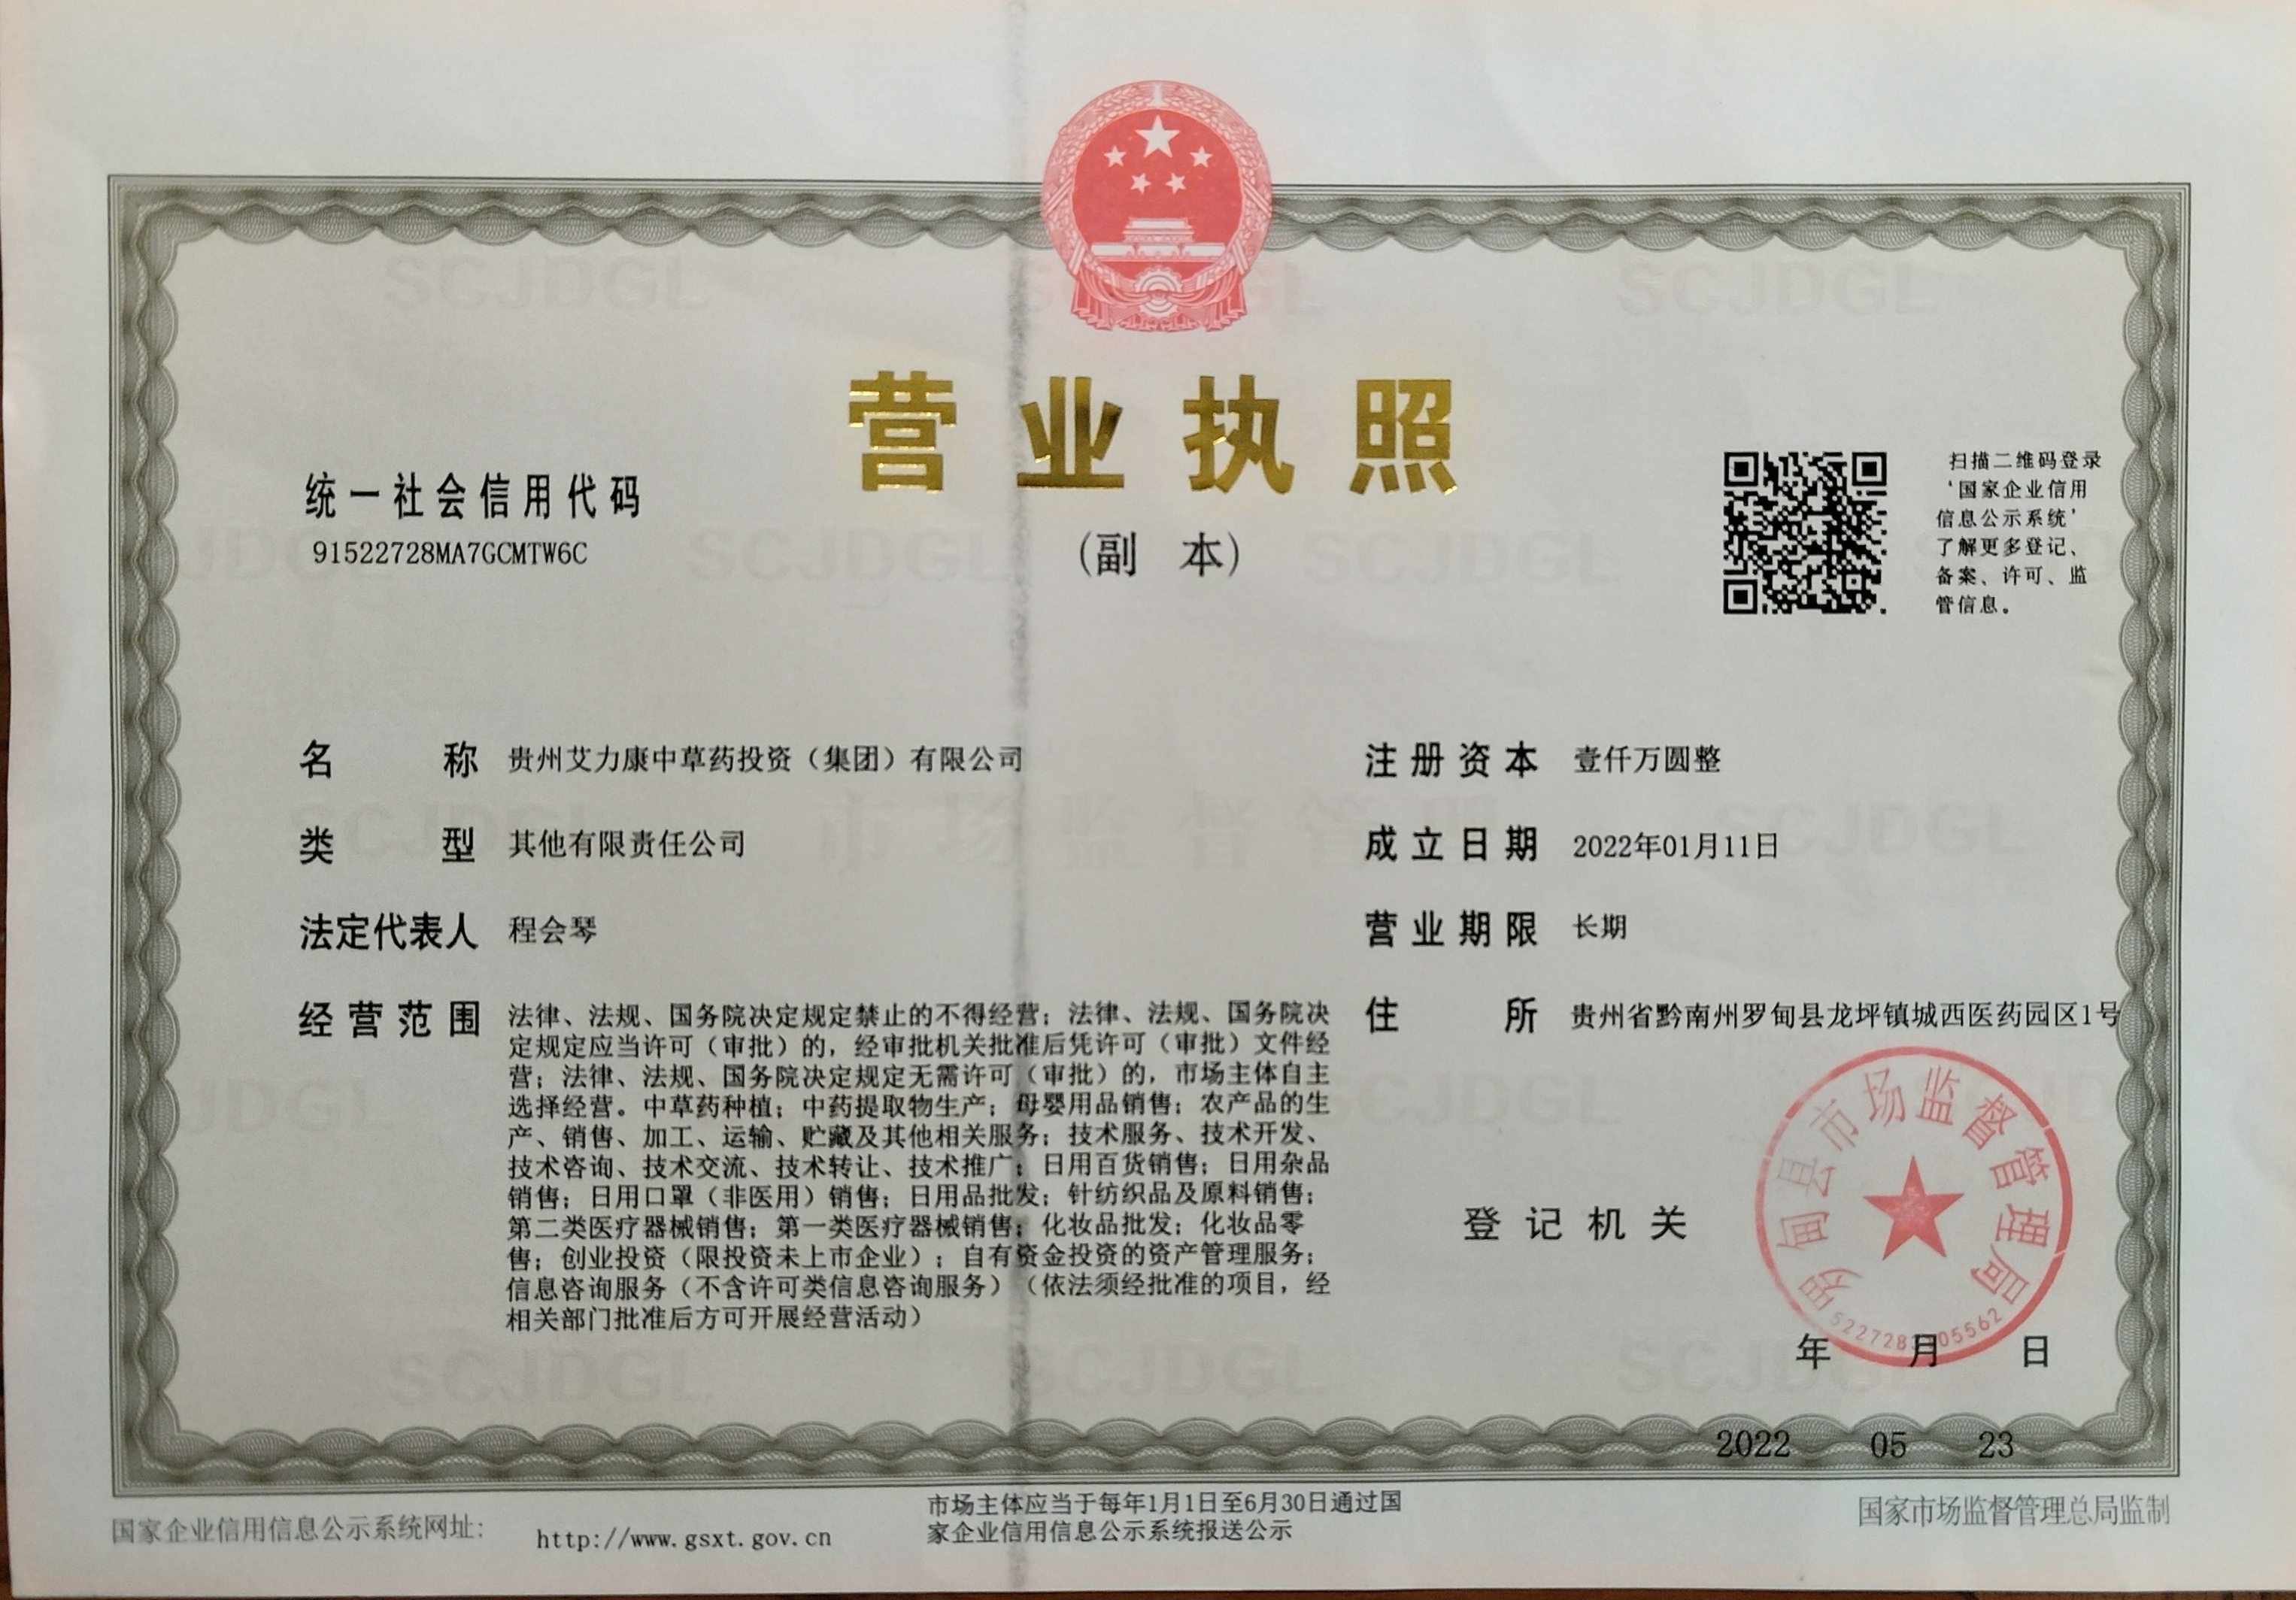 营业执照
(副 本)
统一社会信用代码
91522728MA7GCMTW6C
扫描二维码登录
‘国家企业信用
信息公示系统’
了解更多登记、
备案、许可、监
管信息。
名 称 贵州艾力康中草药投资（集团）有限公司
类 型 其他有限责任公司
法定代表人 程会琴
经营范围 法律、法规、国务院决定规定禁止的不得经营；法律、法规、国务院决
定规定应当许可（审批）的，经审批机关批准后凭许可（审批）文件经
营；法律、法规、国务院决定规定无需许可（审批）的，市场主体自主
选择经营。中草药种植；中药提取物生产；母婴用品销售；农产品的生
产、销售、加工、运输、贮藏及其他相关服务；技术服务、技术开发、
技术咨询、技术交流、技术转让、技术推广；日用百货销售；日用杂品
销售；日用口罩（非医用）销售；日用品批发；针纺织品及原料销售；
第二类医疗器械销售；第一类医疗器械销售；化妆品批发；化妆品零
售；创业投资（限投资未上市企业）；自有资金投资的资产管理服务；
信息咨询服务（不含许可类信息咨询服务）（依法须经批准的项目，经
相关部门批准后方可开展经营活动）
注册资本 壹仟万圆整
成立日期 2022年01月11日
营业期限 长期
住 所 贵州省黔南州罗甸县龙坪镇城西医药园区1号
登记机关
罗甸县市场监督管理局
年 月 日
2022 05 23
国家企业信用信息公示系统网址：
http://www.gsxt.gov.cn
市场主体应当于每年1月1日至6月30日通过国
家企业信用信息公示系统报送公示
国家市场监督管理总局监制
SCJDGL
市场监督管理